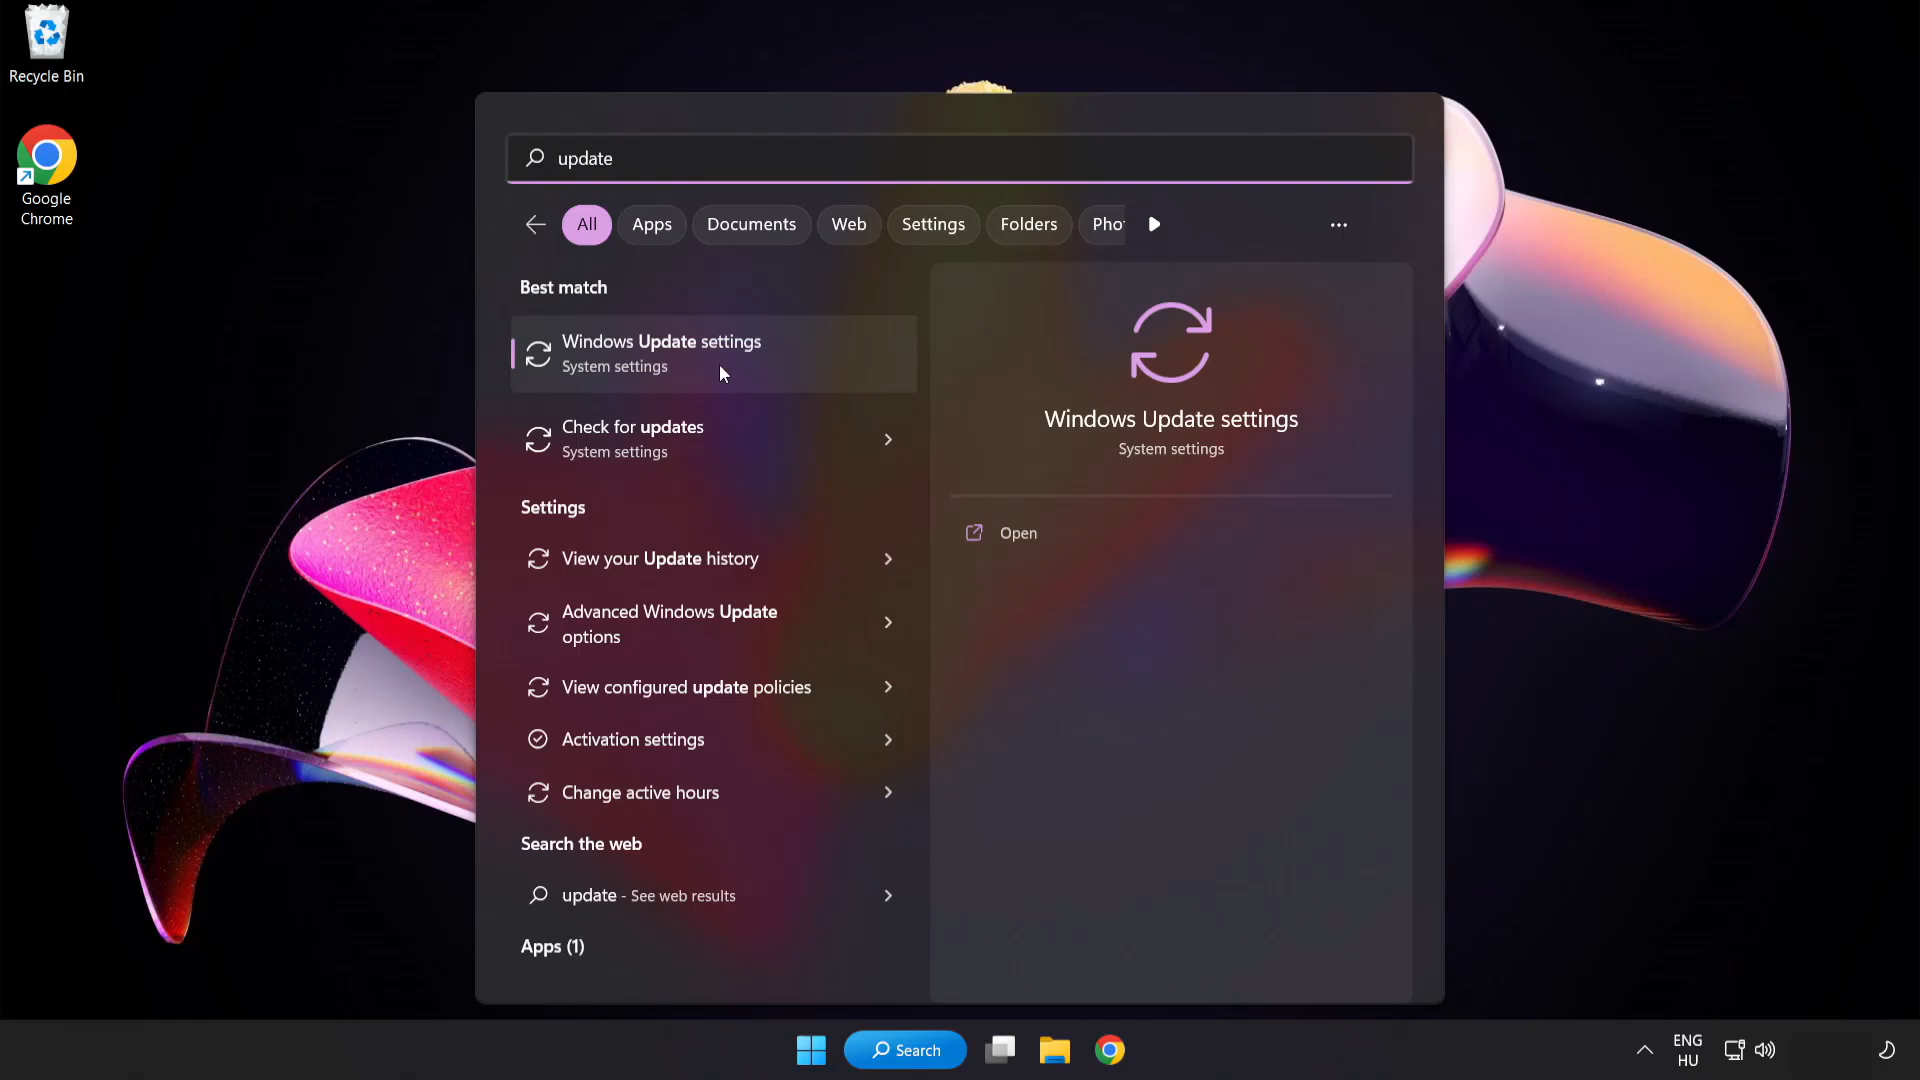 Recycle Bin
Google
Chrome
update
All
Apps
Documents
Web
Settings
Folders
Pho
Best match
Windows Update settings
System settings
Check for updates
System settings
Settings
View your Update history
Advanced Windows Update
options
View configured update policies
Activation settings
Change active hours
Search the web
update - See web results
Apps (1)
Windows Update settings
System settings
Open
Search
ENG
HU